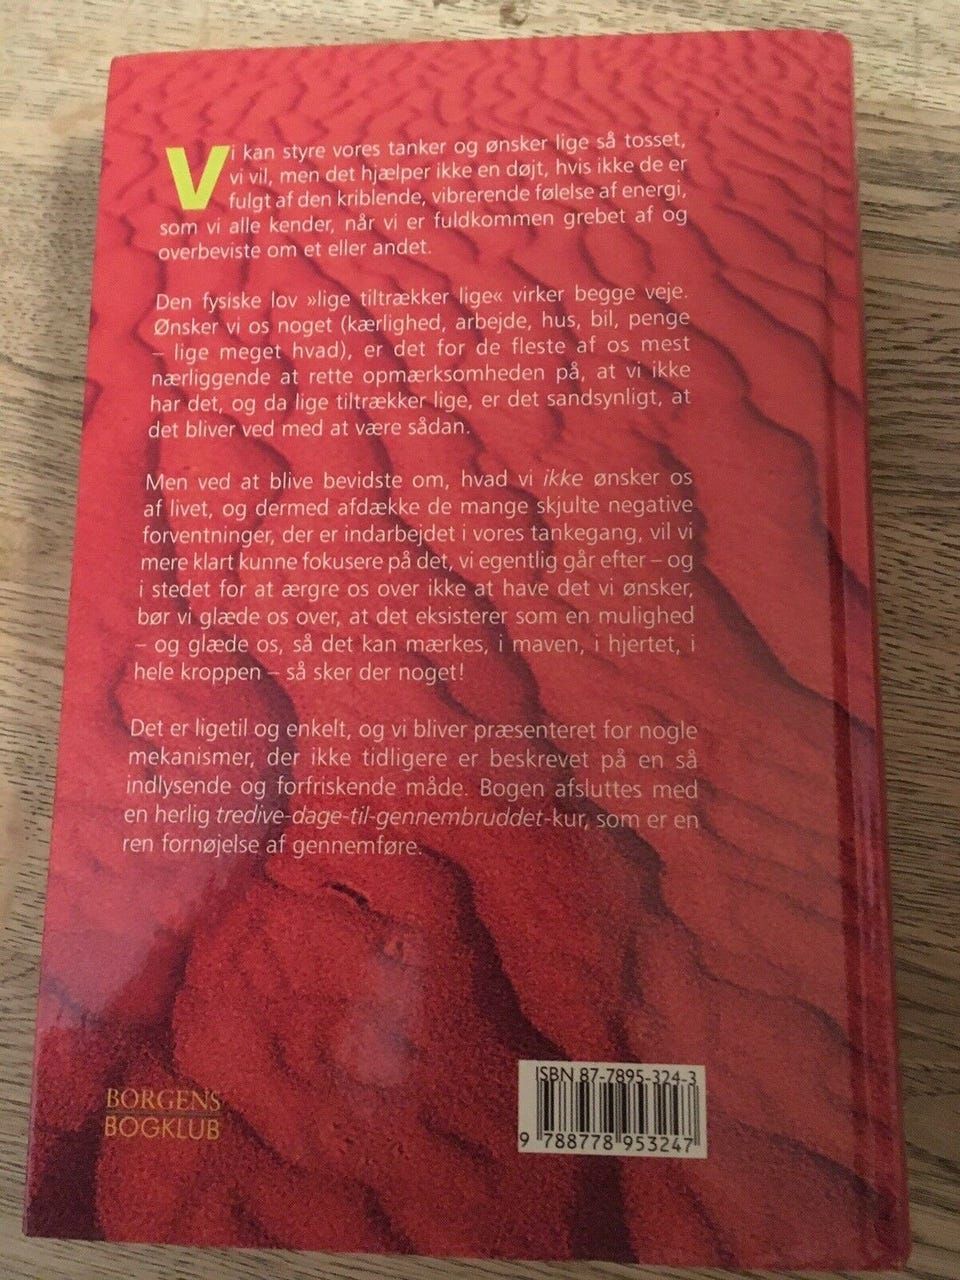 Vi kan styre vores tanker og ønsker lige så tosset,
vi vil, men det hjælper ikke en døjt, hvis ikke de er
fulgt af den kriblende, vibrerende følelse af energi,
som vi alle kender, når vi er fuldkommen grebet af og
overbeviste om et eller andet.
Den fysiske lov »lige tiltrækker lige« virker begge veje.
Ønsker vi os noget (kærlighed, arbejde, hus, bil, penge
– lige meget hvad), er det for de fleste af os mest
nærliggende at rette opmærksomheden på, at vi ikke
har det, og da lige tiltrækker lige, er det sandsynligt, at
det bliver ved med at være sådan.
Men ved at blive bevidste om, hvad vi ikke ønsker os
af livet, og dermed afdække de mange skjulte negative
forventninger, der er indarbejdet i vores tankegang, vil vi
mere klart kunne fokusere på det, vi egentlig går efter – og
i stedet for at ærgre os over ikke at have det vi ønsker,
bør vi glæde os over, at det eksisterer som en mulighed
– og glæde os, så det kan mærkes, i maven, i hjertet, i
hele kroppen – så sker der noget!
Det er ligetil og enkelt, og vi bliver præsenteret for nogle
mekanismer, der ikke tidligere er beskrevet på en så
indlysende og forfriskende måde. Bogen afsluttes med
en herlig tredive-dage-til-gennembruddet-kur, som er en
ren fornøjelse af gennemføre.
ISBN 87-7895-324-3
9 788778 953247
BORGENS
BOGKLUB